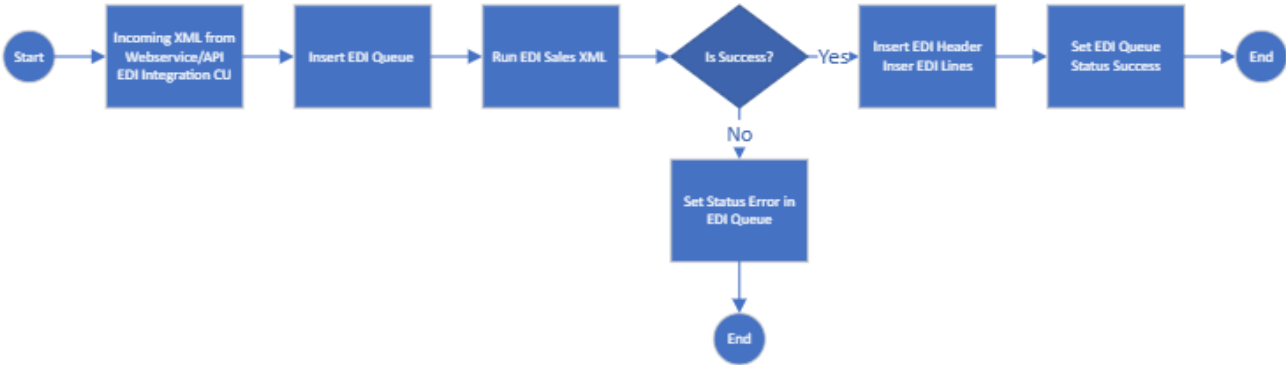 Start
Incoming XML from
Webservice/API
EDI Integration CU
Insert EDI Queue
Run EDI Sales XML
Is Success?
Yes
Insert EDI Header
Inser EDI Lines
Set EDI Queue
Status Success
End
No
Set Status Error in
EDI Queue
End